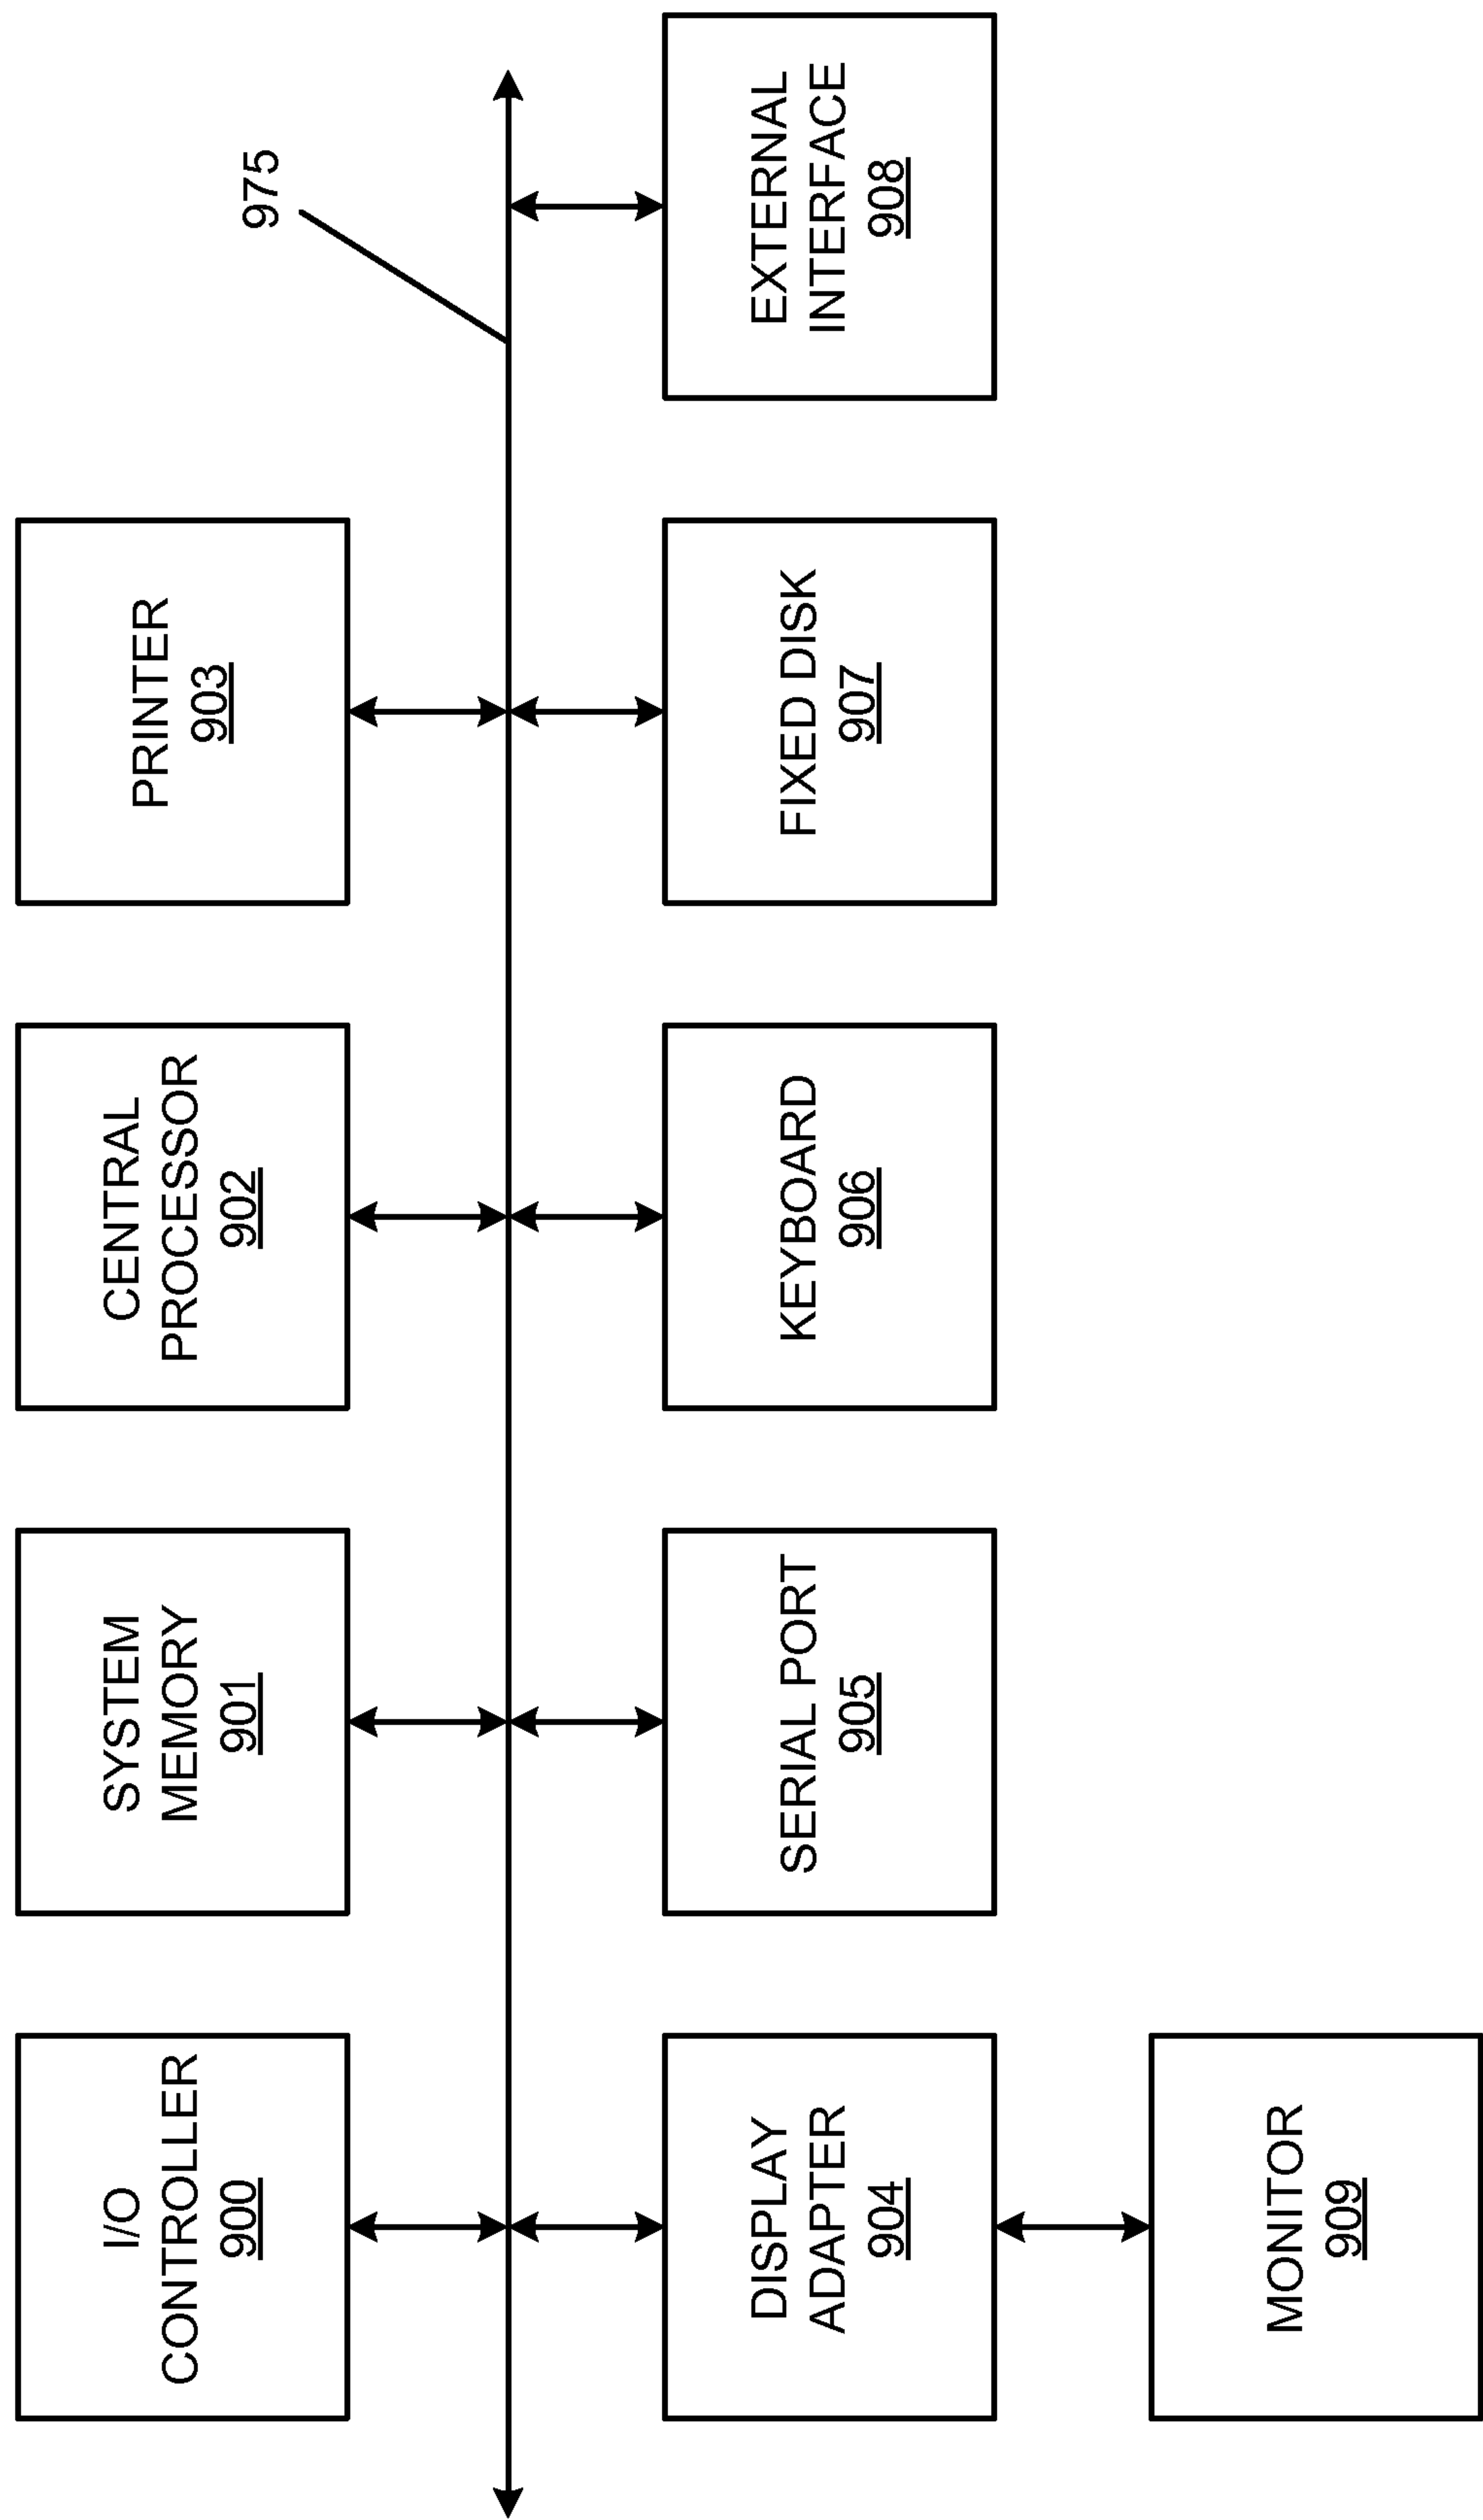 I/O
CONTROLLER
900
SYSTEM
MEMORY
901
CENTRAL
PROCESSOR
902
PRINTER
903
975
DISPLAY
ADAPTER
904
SERIAL PORT
905
KEYBOARD
906
FIXED DISK
907
EXTERNAL
INTERFACE
908
MONITOR
909